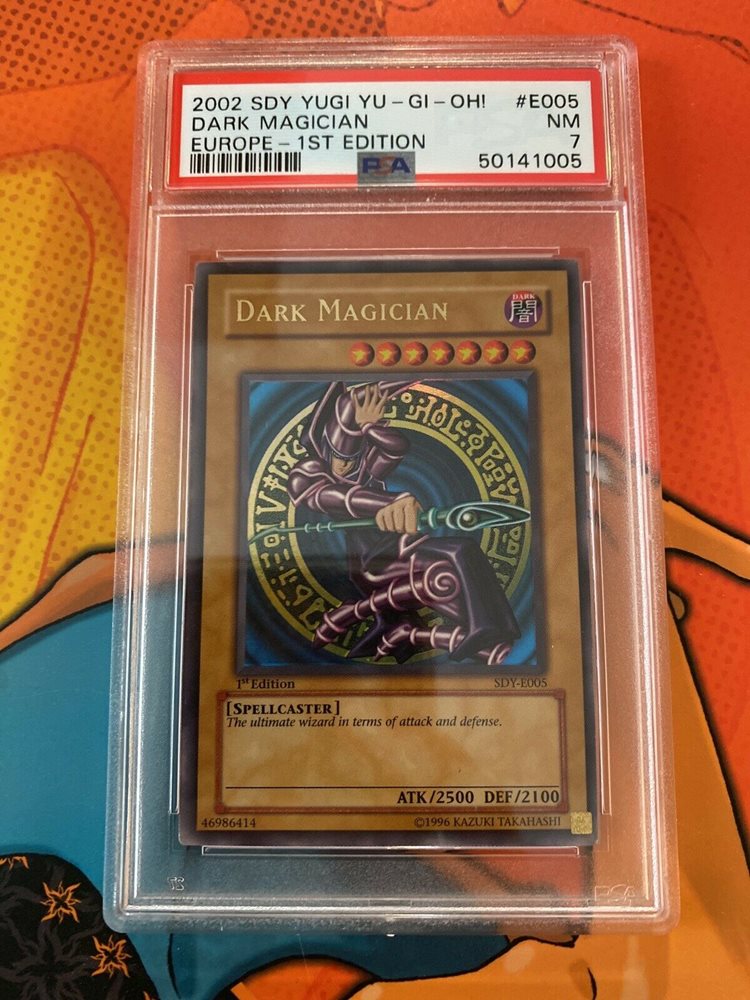 2002 SDY YUGI YU-GI-OH! #E005
DARK MAGICIAN NM
EUROPE-1ST EDITION 7
PSA 50141005
DARK MAGICIAN
DARK
闇
1st Edition SDY-E005
[SPELLCASTER]
The ultimate wizard in terms of attack and defense.
ATK/2500 DEF/2100
46986414 ©1996 KAZUKI TAKAHASHI
PSA